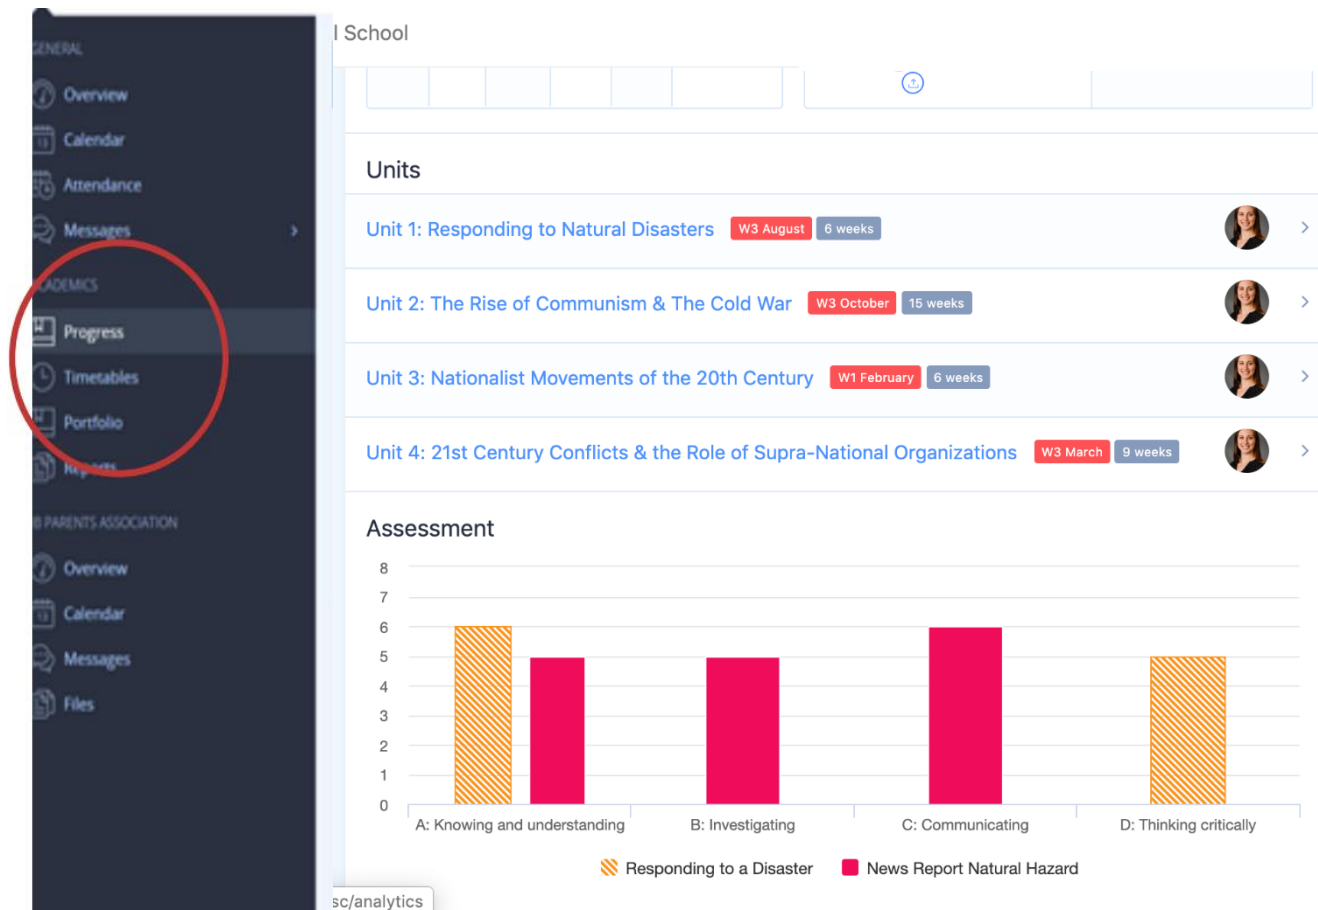 GENERAL
Overview
Calendar
Attendance
Messages
ACADEMICS
Progress
Timetables
Portfolio
Reports
IB PARENTS ASSOCIATION
Overview
Calendar
Messages
Files
l School
Units
Unit 1: Responding to Natural Disasters W3 August 6 weeks
Unit 2: The Rise of Communism & The Cold War W3 October 15 weeks
Unit 3: Nationalist Movements of the 20th Century W1 February 6 weeks
Unit 4: 21st Century Conflicts & the Role of Supra-National Organizations W3 March 9 weeks
Assessment
8
7
6
5
4
3
2
1
0
A: Knowing and understanding B: Investigating C: Communicating D: Thinking critically
Responding to a Disaster News Report Natural Hazard
sc/analytics